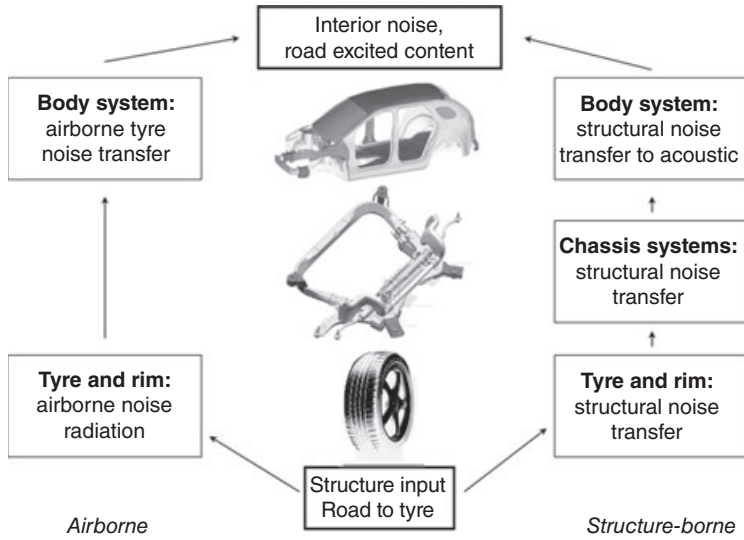 Interior noise,
road excited content
Body system:
airborne tyre
noise transfer
Body system:
structural noise
transfer to acoustic
Chassis systems:
structural noise
transfer
Tyre and rim:
airborne noise
radiation
Tyre and rim:
structural noise
transfer
Structure input
Road to tyre
Airborne
Structure-borne